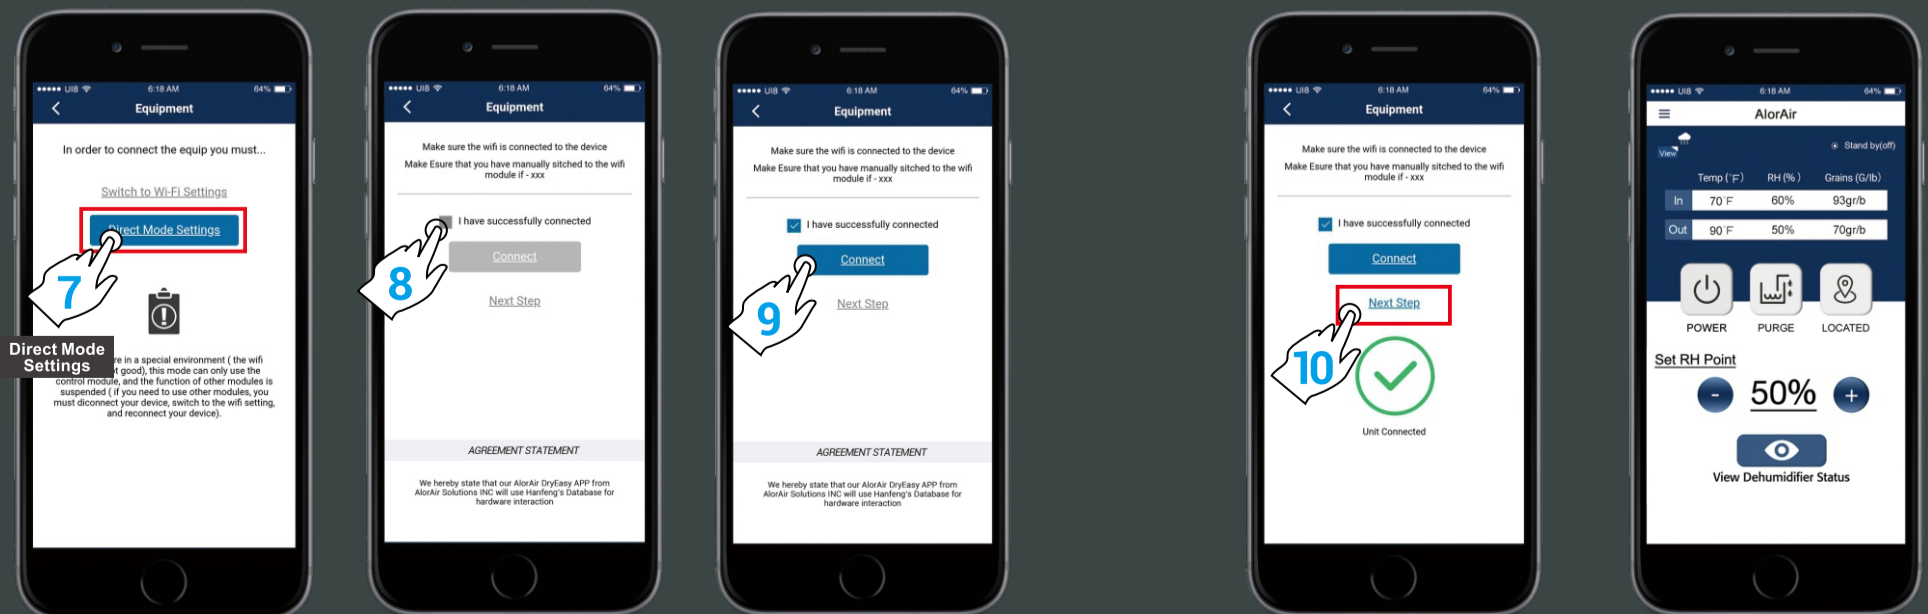 UI8 6:18 AM 64%
Equipment
In order to connect the equip you must...
Switch to Wi-Fi Settings
Direct Mode Settings
7
Direct Mode
Settings
re in a special environment ( the wifi
t good), this mode can only use the
control module, and the function of other modules is
suspended ( if you need to use other modules, you
must diconnect your device, switch to the wifi setting,
and reconnect your device).
UI8 6:18 AM 64%
Equipment
Make sure the wifi is connected to the device
Make Esure that you have manually sitched to the wifi
module if - xxx
I have successfully connected
Connect
8
Next Step
AGREEMENT STATEMENT
We hereby state that our AlorAir DryEasy APP from
AlorAir Solutions INC will use Hanfeng's Database for
hardware interaction
UI8 6:18 AM 64%
Equipment
Make sure the wifi is connected to the device
Make Esure that you have manually sitched to the wifi
module if - xxx
I have successfully connected
Connect
9
Next Step
AGREEMENT STATEMENT
We hereby state that our AlorAir DryEasy APP from
AlorAir Solutions INC will use Hanfeng's Database for
hardware interaction
UI8 6:18 AM 64%
Equipment
Make sure the wifi is connected to the device
Make Esure that you have manually sitched to the wifi
module if - xxx
I have successfully connected
Connect
Next Step
10
Unit Connected
UI8 6:18 AM 64%
AlorAir
View
Stand by(off)
Temp (°F) RH (%) Grains (G/lb)
In 70°F 60% 93gr/b
Out 90°F 50% 70gr/b
POWER PURGE LOCATED
Set RH Point
- 50% +
View Dehumidifier Status